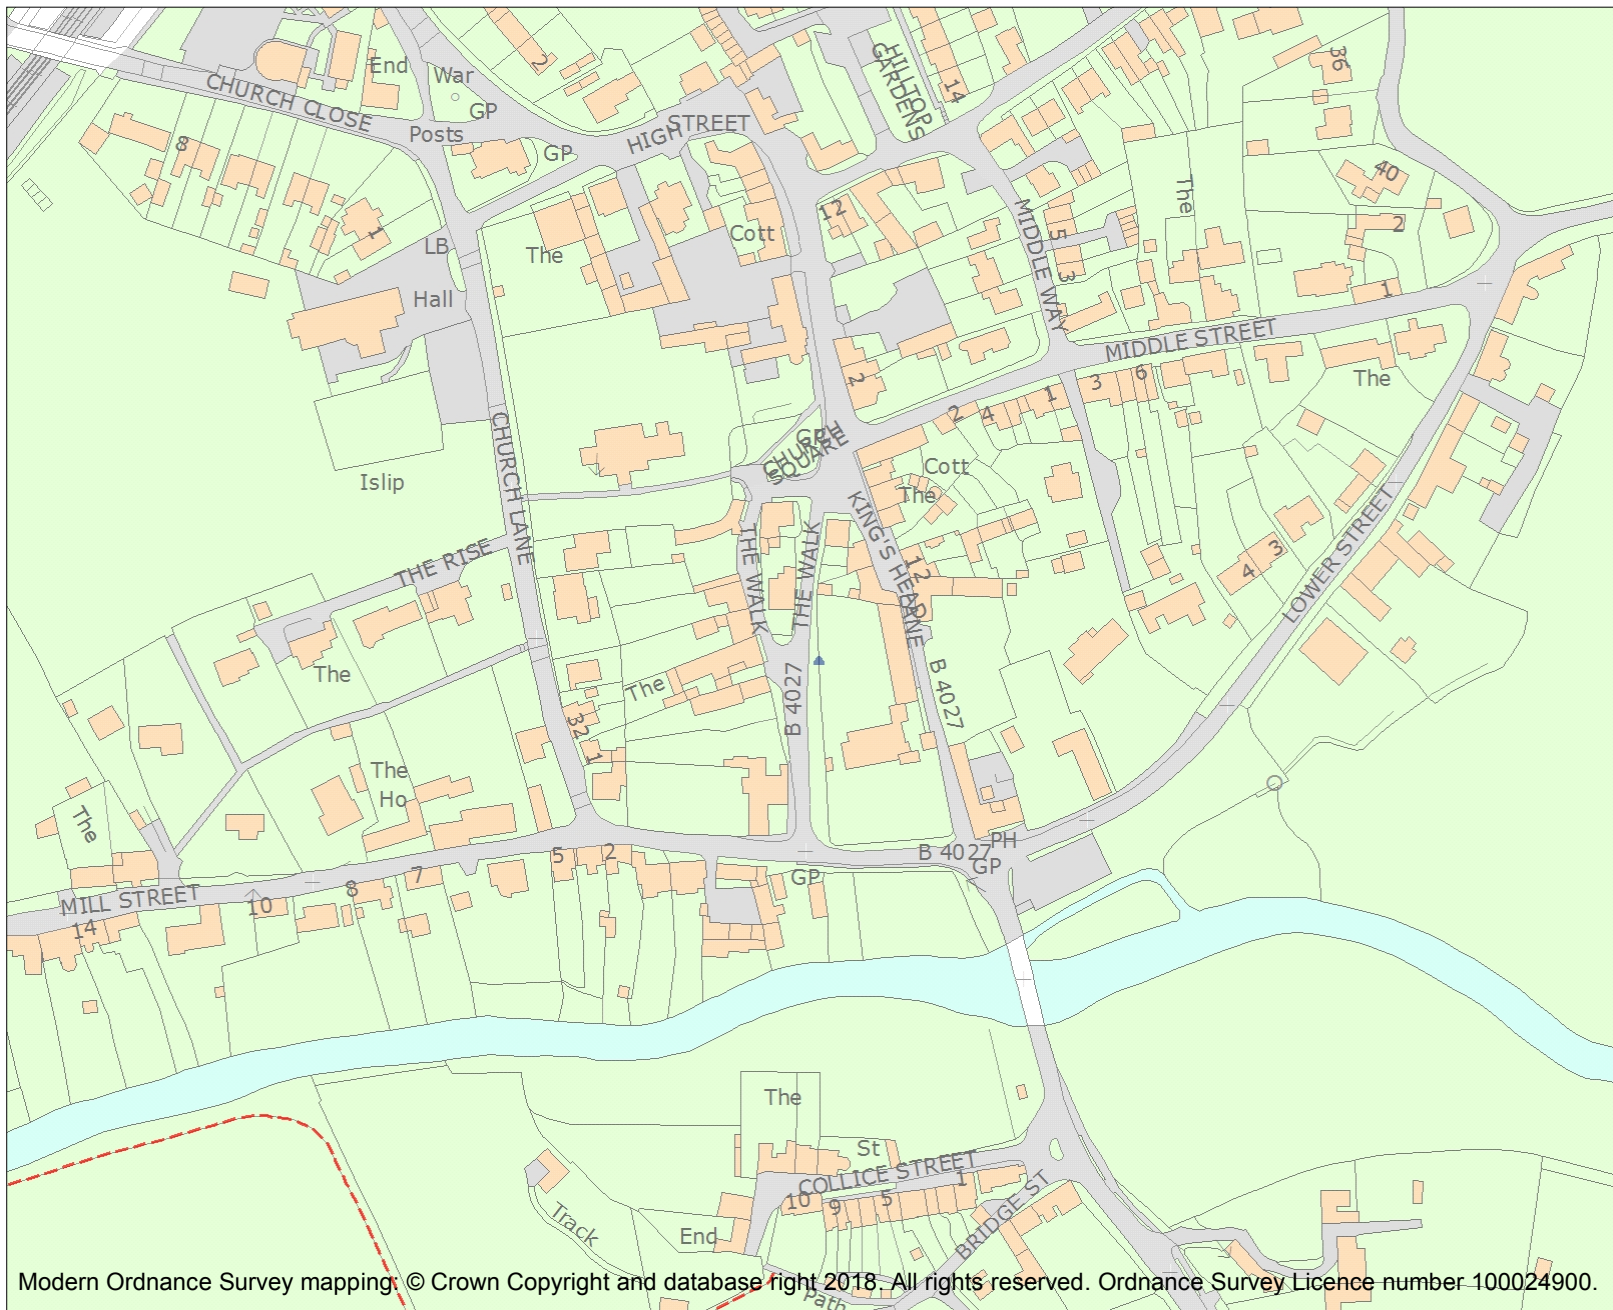 End
War
2
HILLTOP
GARDENS
14
36
CHURCH CLOSE
Posts
GP
HIGH STREET
8
GP
40
The
12
MIDDLE WAY
5
2
1
LB
The
Cott
3
Hall
1
MIDDLE STREET
2
The
6
3
1
4
2
GP
CHURCH
SQUARE
Cott
The
Islip
CHURCH LANE
KING'S HEAD
LANE
THE RISE
THE WALK
THE WALK
12
3
4
LOWER STREET
The
The
B 4027
B 4027
32
1
The
Ho
The
PH
B 4027
GP
5
2
7
8
GP
10
MILL STREET
14
The
St
COLLICE STREET
1
5
9
10
Track
End
BRIDGE ST
Path
Modern Ordnance Survey mapping: © Crown Copyright and database right 2018. All rights reserved. Ordnance Survey Licence number 100024900.